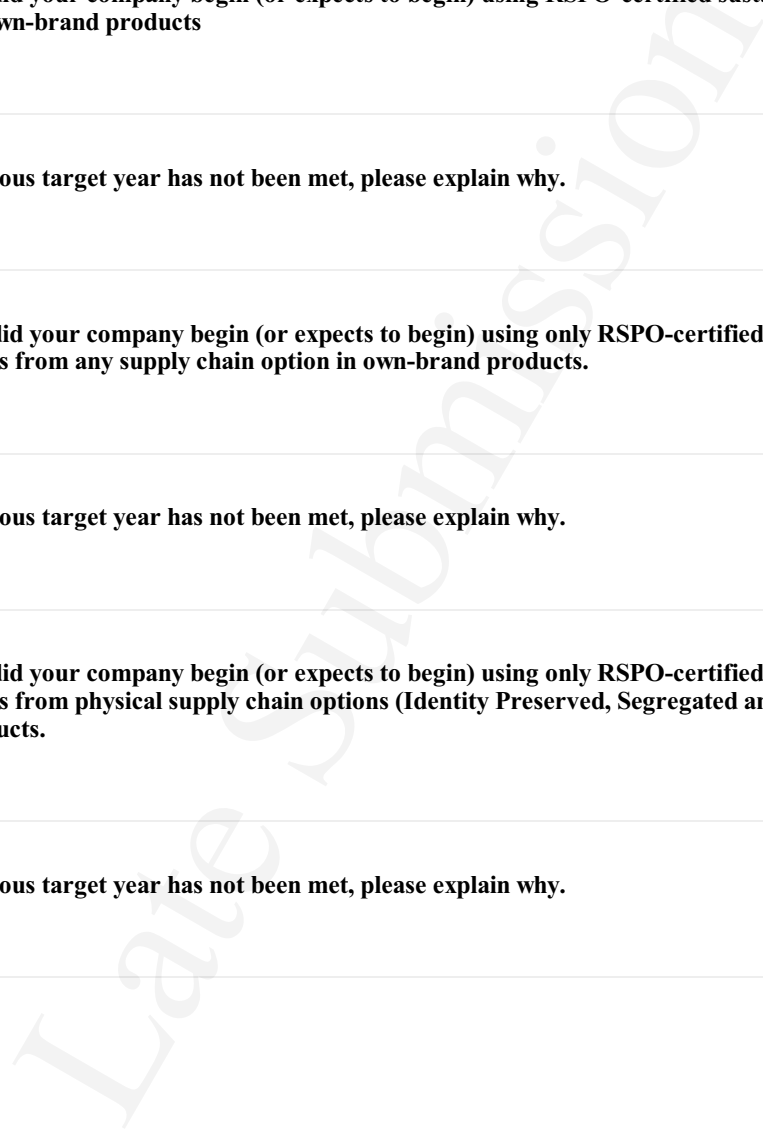 your company begin (or expects to begin) using RSPO-certified
wn-brand products
ous target year has not been met, please explain why.
did your company begin (or expects to begin) using only RSPO-certified
s from any supply chain option in own-brand products.
ous target year has not been met, please explain why.
did your company begin (or expects to begin) using only RSPO-certified
s from physical supply chain options (Identity Preserved, Segregated
ucts.
ous target year has not been met, please explain why.
Late Submission